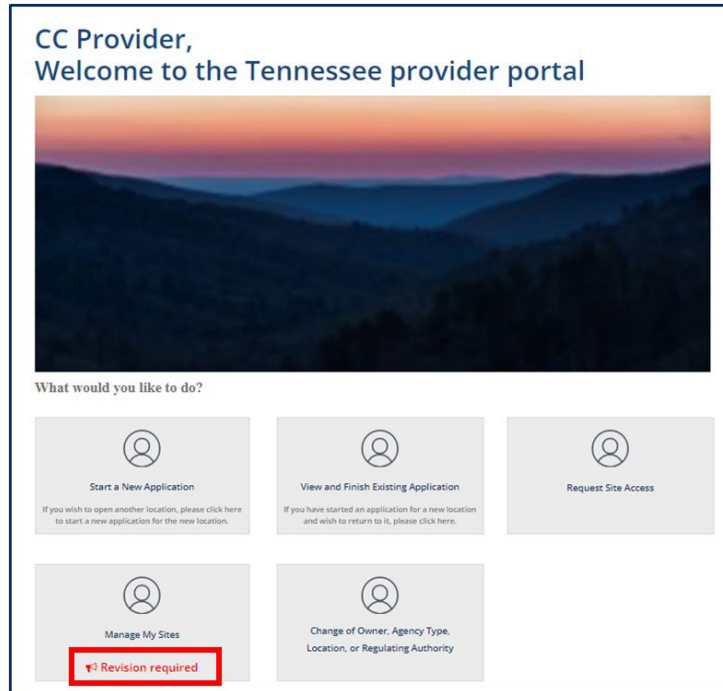 CC Provider,
Welcome to the Tennessee provider portal
What would you like to do?
Start a New Application
If you wish to open another location, please click here
to start a new application for the new location.
View and Finish Existing Application
If you have started an application for a new location
and wish to return to it, please click here.
Request Site Access
Manage My Sites
Revision required
Change of Owner, Agency Type,
Location, or Regulating Authority